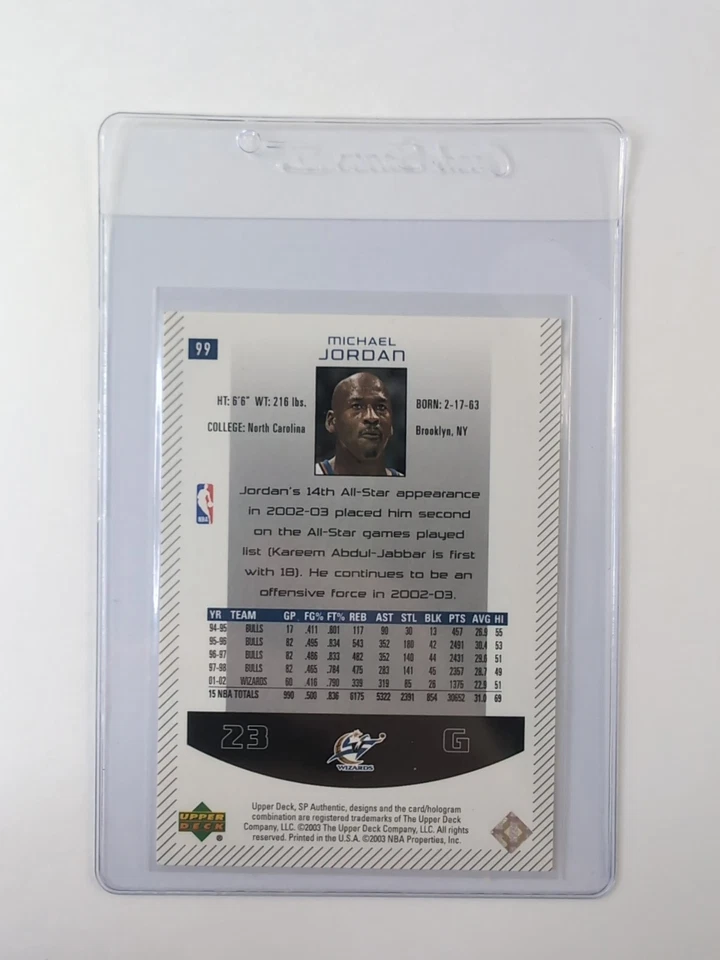 99
MICHAEL
JORDAN
HT: 6'6" WT: 216 lbs.
BORN: 2-17-63
COLLEGE: North Carolina
Brooklyn, NY
NBA
Jordan's 14th All-Star appearance
in 2002-03 placed him second
on the All-Star games played
list (Kareem Abdul-Jabbar is first
with 18). He continues to be an
offensive force in 2002-03.
YR TEAM GP FG% FT% REB AST STL BLK PTS AVG HI
94-95 BULLS 17 .411 .801 117 90 30 13 457 26.9 55
95-96 BULLS 82 .495 .834 543 352 180 42 2491 30.4 53
96-97 BULLS 82 .486 .833 482 352 140 44 2431 29.6 51
97-98 BULLS 82 .465 .784 475 283 141 45 2357 28.7 49
01-02 WIZARDS 60 .416 .790 339 319 85 26 1375 22.9 51
15 NBA TOTALS 990 .500 .836 6175 5322 2391 854 30652 31.0 69
23
WIZARDS
G
UPPER
DECK
®
Upper Deck, SP Authentic, designs and the card/hologram
combination are registered trademarks of The Upper Deck
Company, LLC. ©2003 The Upper Deck Company, LLC. All rights
reserved. Printed in the U.S.A. ©2003 NBA Properties, Inc.